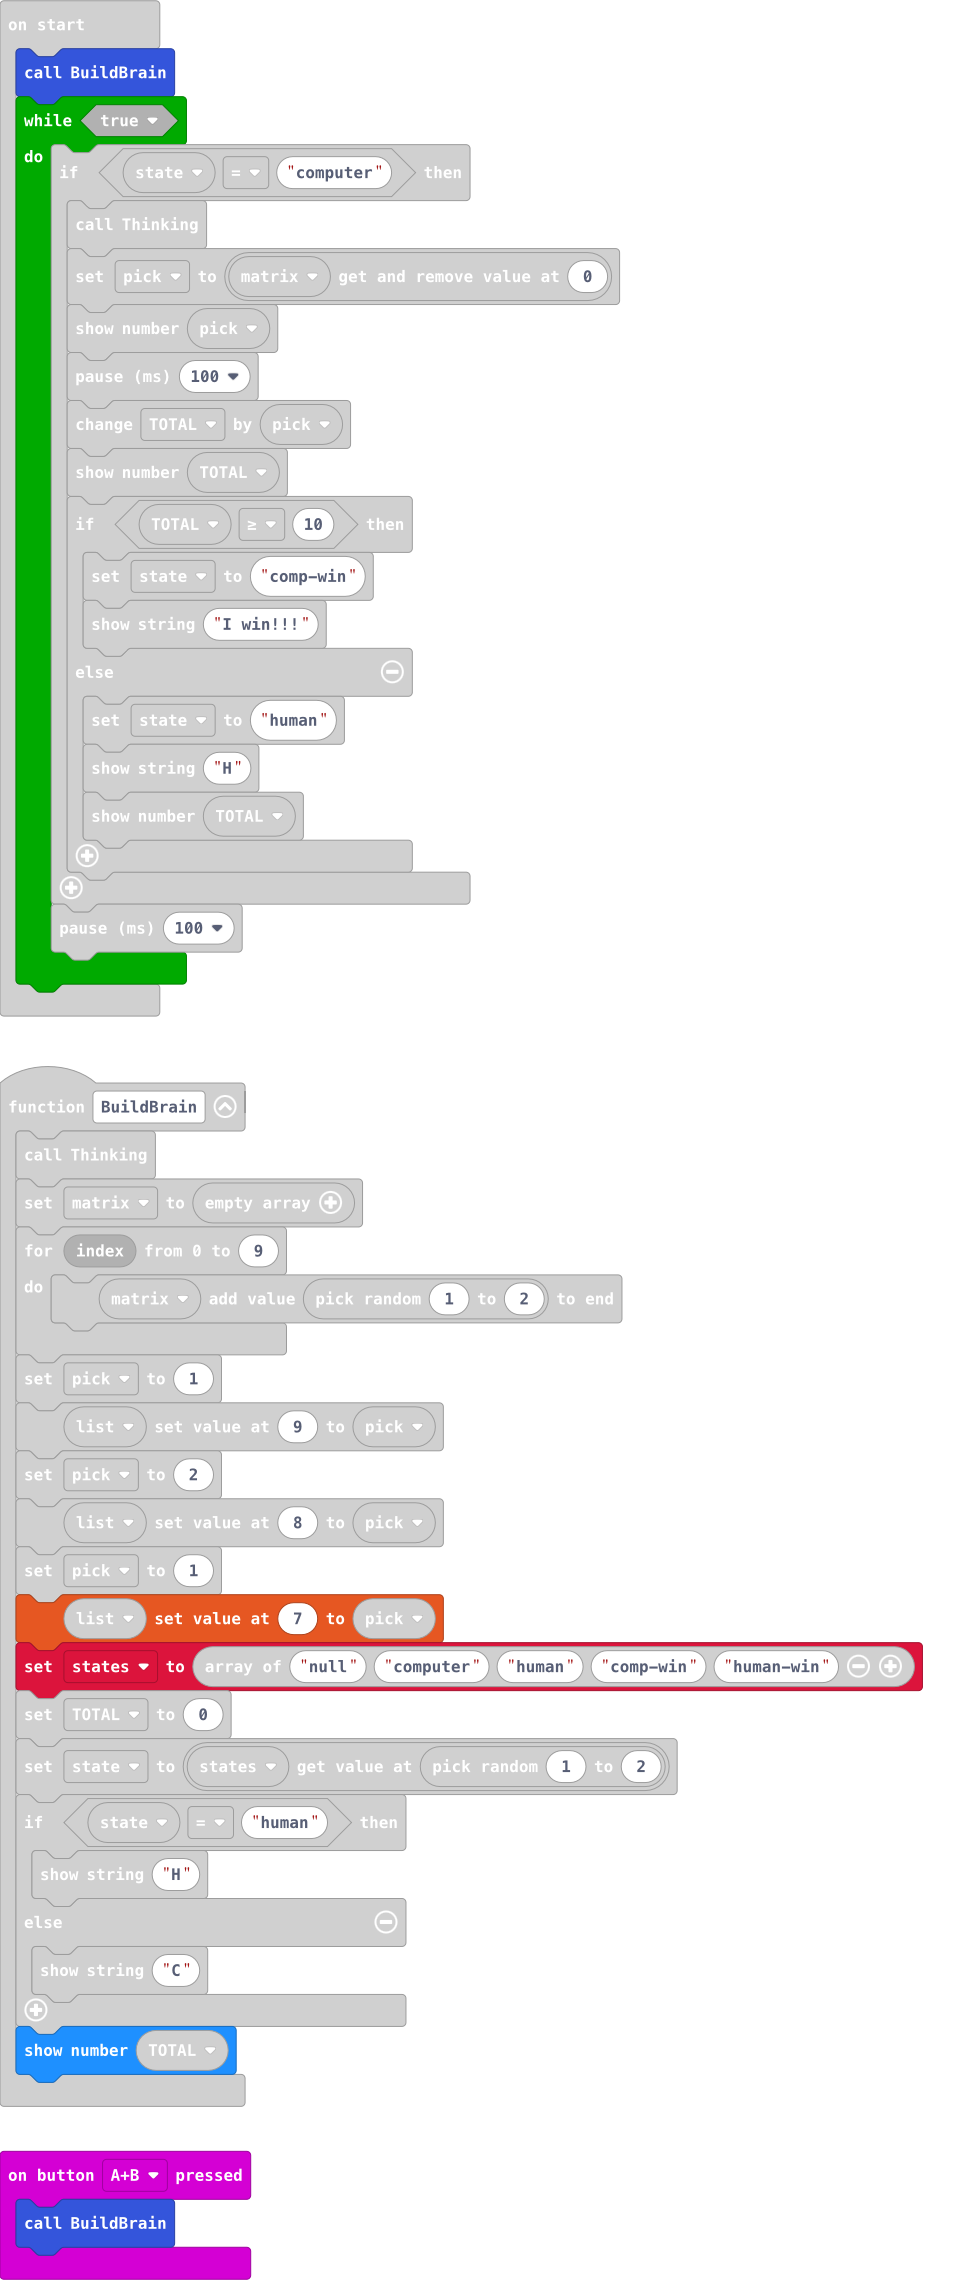 on start
call BuildBrain
while true
do
if state = "computer" then
call Thinking
set pick to matrix get and remove value at 0
show number pick
pause (ms) 100
change TOTAL by pick
show number TOTAL
if TOTAL ≥ 10 then
set state to "comp-win"
show string "I win!!!"
else
set state to "human"
show string "H"
show number TOTAL
pause (ms) 100
function BuildBrain
call Thinking
set matrix to empty array
for index from 0 to 9
do
matrix add value pick random 1 to 2 to end
set pick to 1
list set value at 9 to pick
set pick to 2
list set value at 8 to pick
set pick to 1
list set value at 7 to pick
set states to array of "null" "computer" "human" "comp-win" "human-win"
set TOTAL to 0
set state to states get value at pick random 1 to 2
if state = "human" then
show string "H"
else
show string "C"
show number TOTAL
on button A+B pressed
call BuildBrain